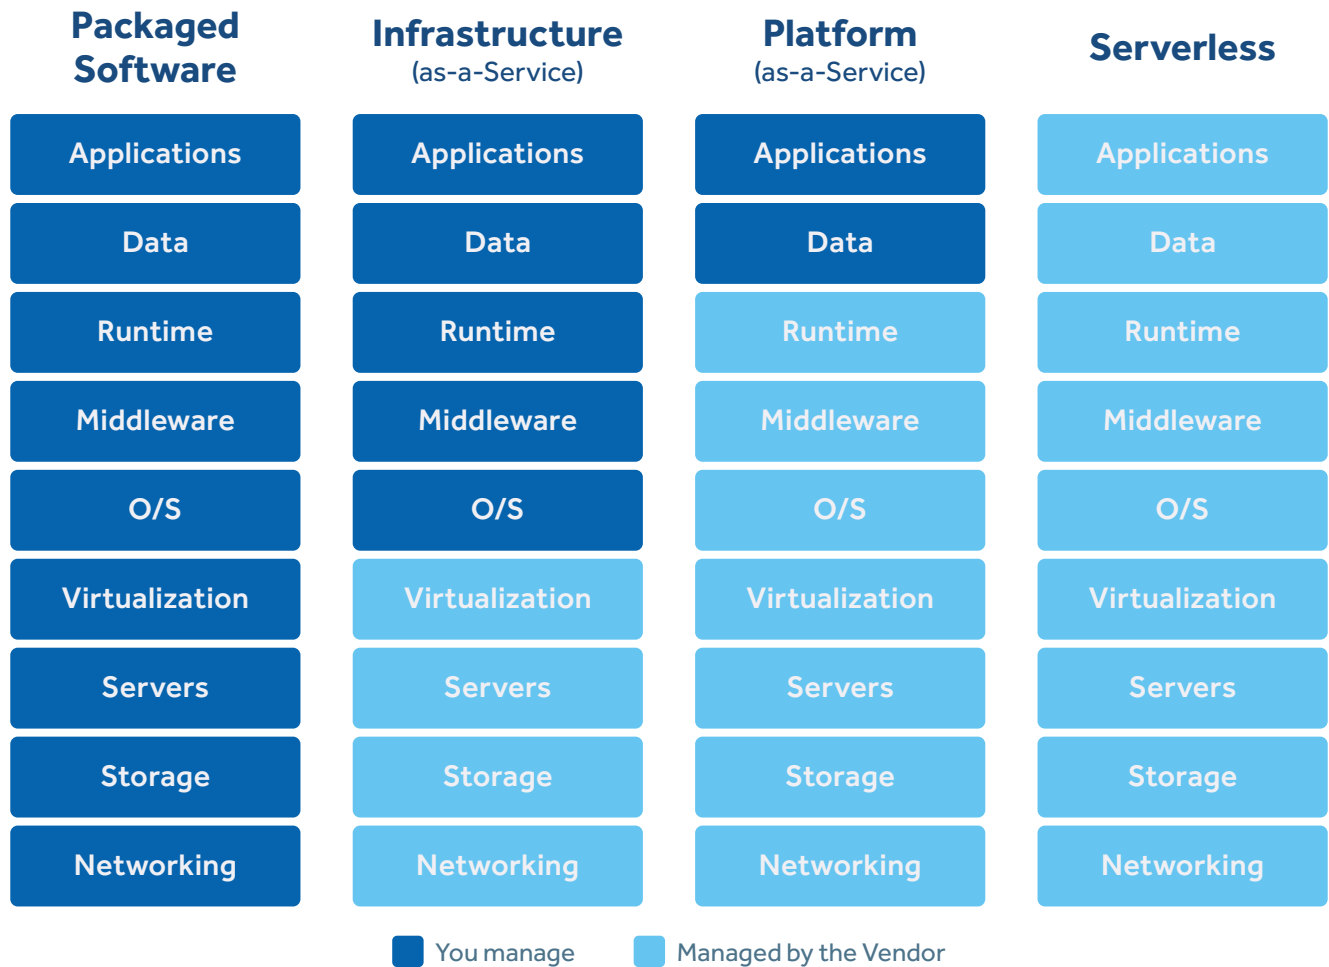 Packaged
Software
Infrastructure
(as-a-Service)
Platform
(as-a-Service)
Serverless
Applications
Applications
Applications
Applications
Data
Data
Data
Data
Runtime
Runtime
Runtime
Runtime
Middleware
Middleware
Middleware
Middleware
O/S
O/S
O/S
O/S
Virtualization
Virtualization
Virtualization
Virtualization
Servers
Servers
Servers
Servers
Storage
Storage
Storage
Storage
Networking
Networking
Networking
Networking
You manage
Managed by the Vendor